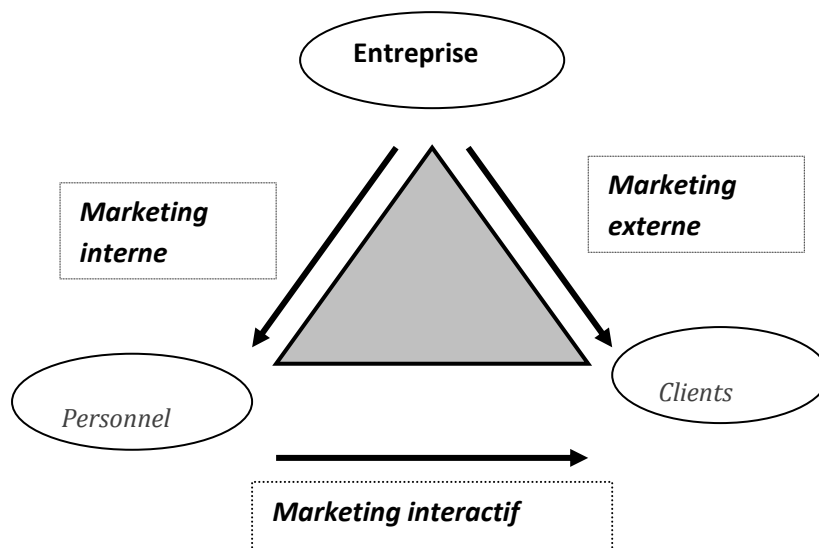 Entreprise
Marketing
interne
Marketing
externe
Personnel
Clients
Marketing interactif